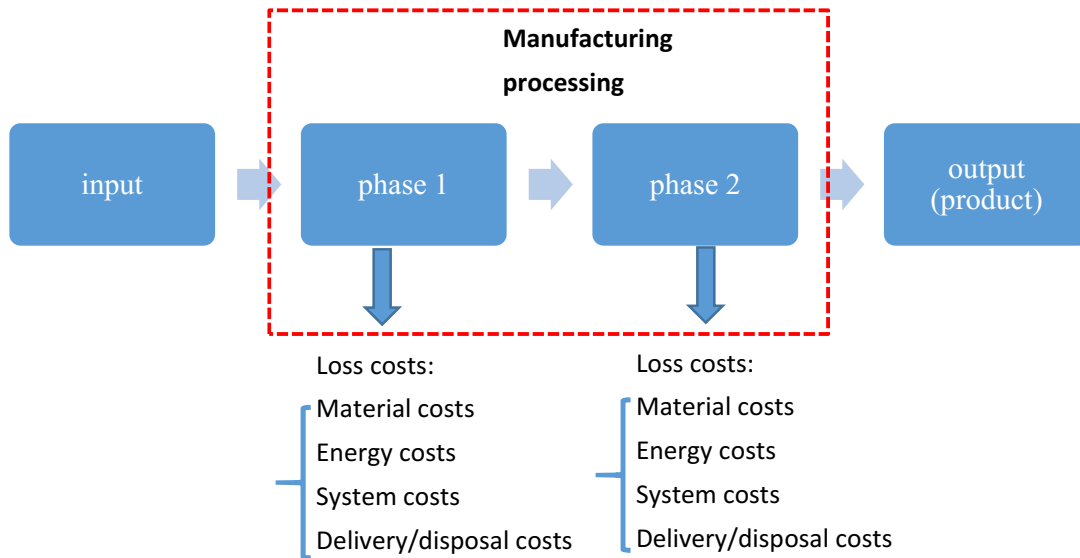 Manufacturing
processing
input
phase 1
phase 2
output
(product)
Loss costs:
Material costs
Energy costs
System costs
Delivery/disposal costs
Loss costs:
Material costs
Energy costs
System costs
Delivery/disposal costs